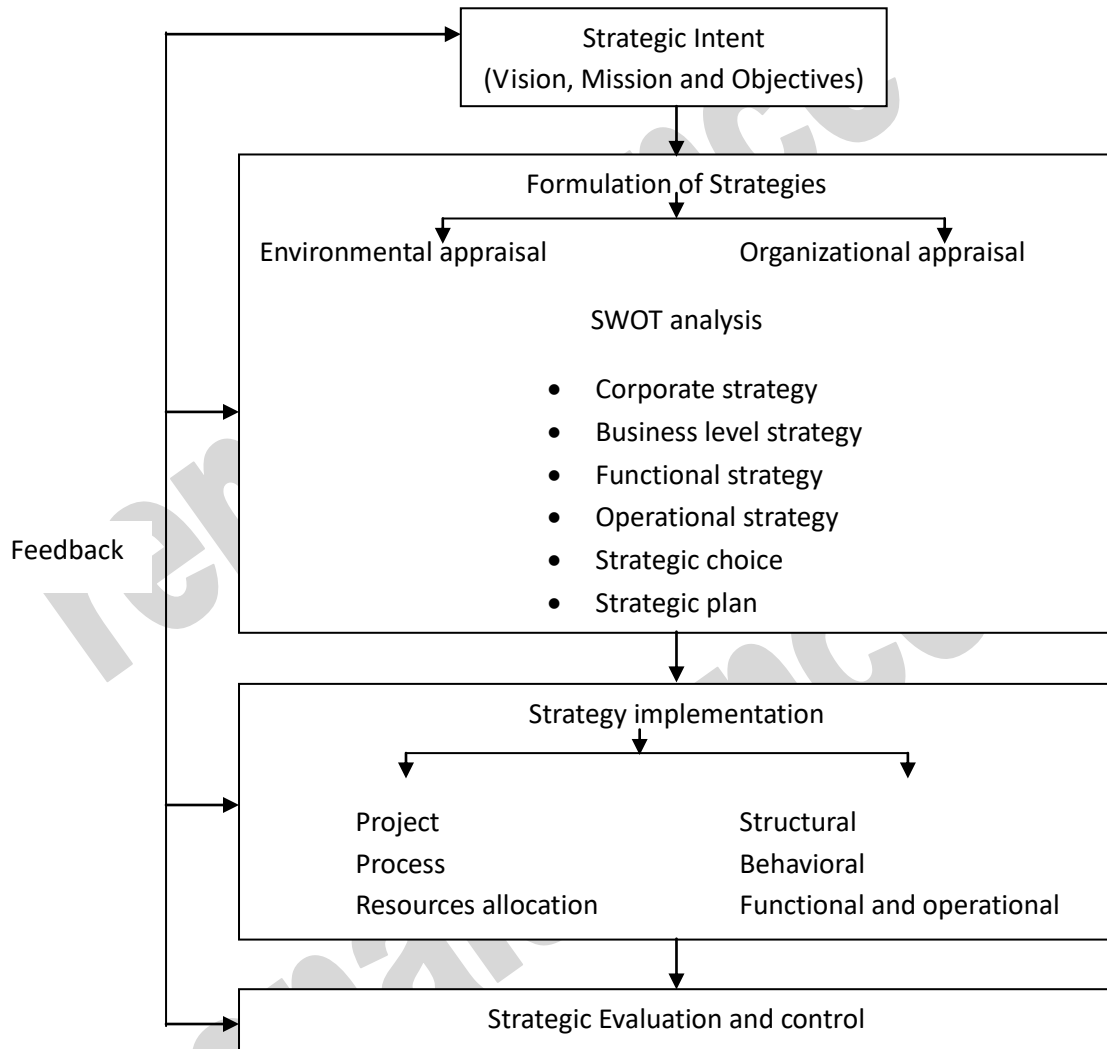 Strategic Intent
(Vision, Mission and Objectives)
Formulation of Strategies
Environmental appraisal
Organizational appraisal
SWOT analysis
• Corporate strategy
• Business level strategy
• Functional strategy
• Operational strategy
• Strategic choice
• Strategic plan
Feedback
Strategy implementation
Project
Structural
Process
Behavioral
Resources allocation
Functional and operational
Strategic Evaluation and control